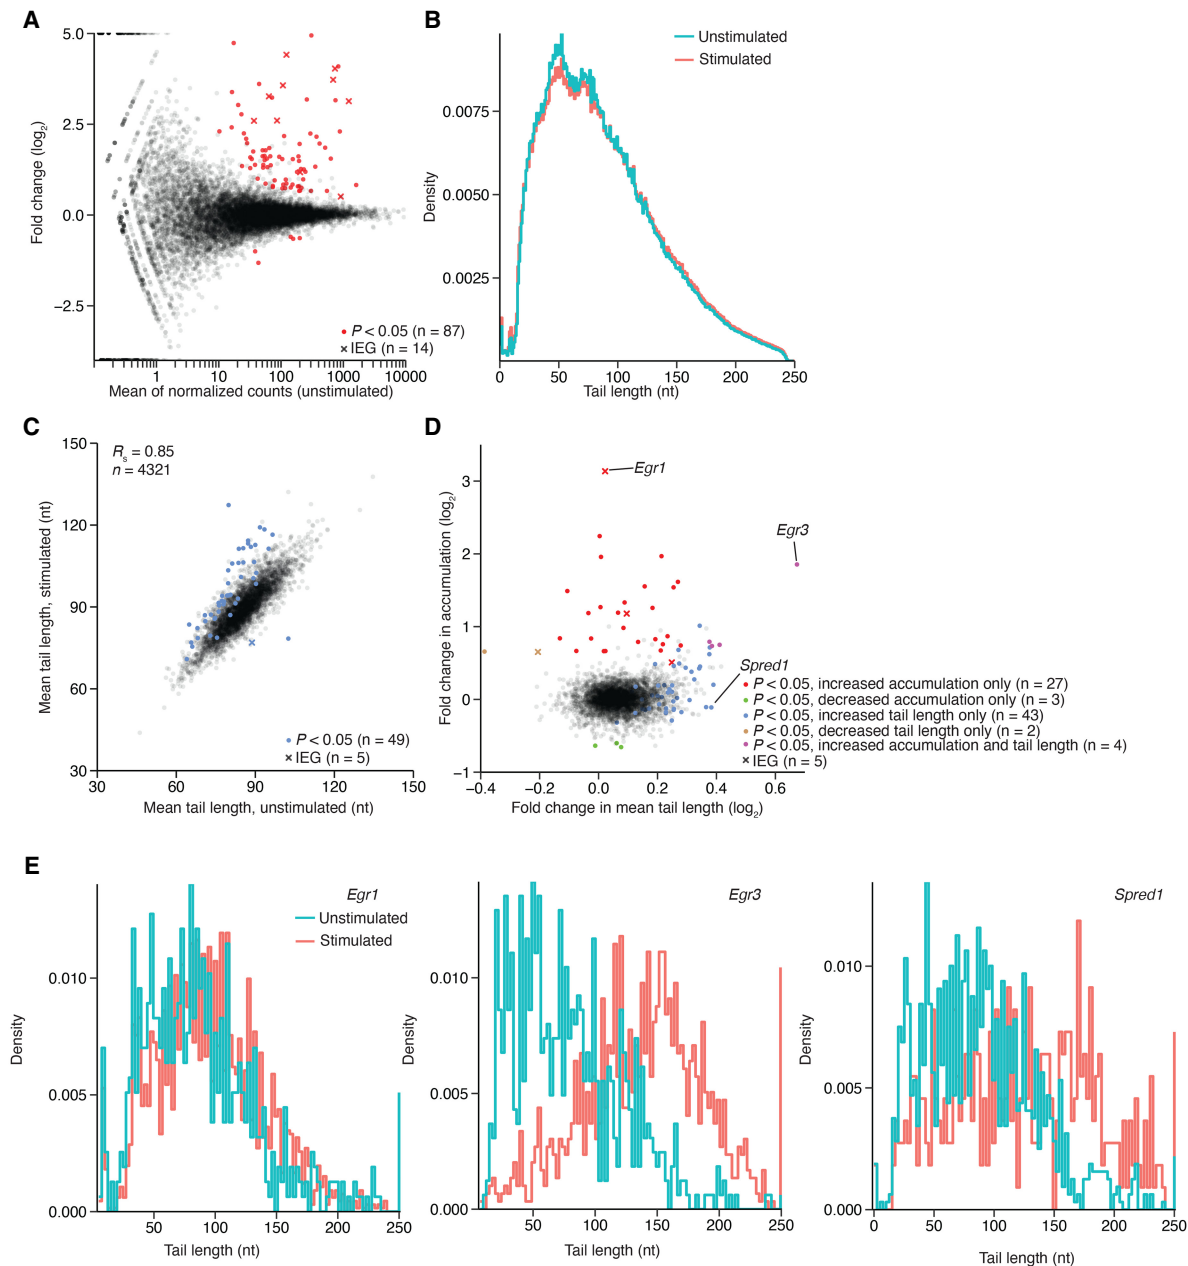 A
5.0
2.5
0.0
−2.5
Fold change (log2)
P < 0.05 (n = 87)
IEG (n = 14)
1
10
100
1000
10000
Mean of normalized counts (unstimulated)
B
Unstimulated
Stimulated
0.0075
0.0050
0.0025
Density
0
50
100
150
200
250
Tail length (nt)
C
150
120
90
60
30
Mean tail length, stimulated (nt)
Rs = 0.85
n = 4321
P < 0.05 (n = 49)
IEG (n = 5)
30
60
90
120
150
Mean tail length, unstimulated (nt)
D
3
2
1
0
−1
Fold change in accumulation (log2)
Egr1
Egr3
Spred1
P < 0.05, increased accumulation only (n = 27)
P < 0.05, decreased accumulation only (n = 3)
P < 0.05, increased tail length only (n = 43)
P < 0.05, decreased tail length only (n = 2)
P < 0.05, increased accumulation and tail length (n = 4)
IEG (n = 5)
−0.4
−0.2
0.0
0.2
0.4
0.6
Fold change in mean tail length (log2)
E
Egr1
Unstimulated
Stimulated
0.010
0.005
0.000
Density
50
100
150
200
250
Tail length (nt)
Egr3
0.010
0.005
0.000
Density
50
100
150
200
250
Tail length (nt)
Spred1
0.010
0.005
0.000
Density
0
50
100
150
200
250
Tail length (nt)